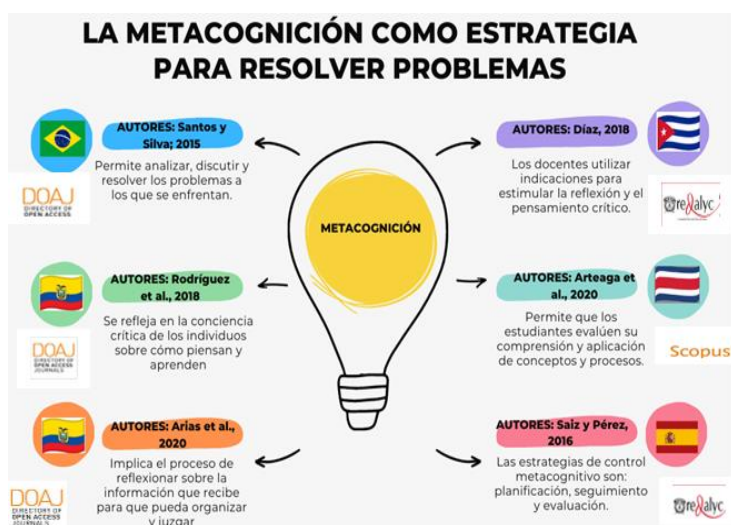 LA METACOGNICIÓN COMO ESTRATEGIA
PARA RESOLVER PROBLEMAS
AUTORES: Santos y
Silva; 2015
Permite analizar, discutir y
resolver los problemas a
los que se enfrentan.
DOAJ
DIRECTORY OF
OPEN ACCESS
AUTORES: Rodríguez
et al., 2018
Se refleja en la conciencia
crítica de los individuos
sobre cómo piensan y
aprenden
DOAJ
DIRECTORY OF
OPEN ACCESS
JOURNALS
AUTORES: Arias et al.,
2020
Implica el proceso de
reflexionar sobre la
información que recibe
para que pueda organizar
y juzgar
DOAJ
DIRECTORY OF
OPEN ACCESS
JOURNALS
METACOGNICIÓN
AUTORES: Díaz, 2018
Los docentes utilizar
indicaciones para
estimular la reflexión y el
pensamiento crítico.
redalyc
AUTORES: Arteaga et
al., 2020
Permite que los
estudiantes evalúen su
comprensión y aplicación
de conceptos y procesos.
Scopus
AUTORES: Saiz y Pérez,
2016
Las estrategias de control
metacognitivo son:
planificación, seguimiento
y evaluación.
redalyc